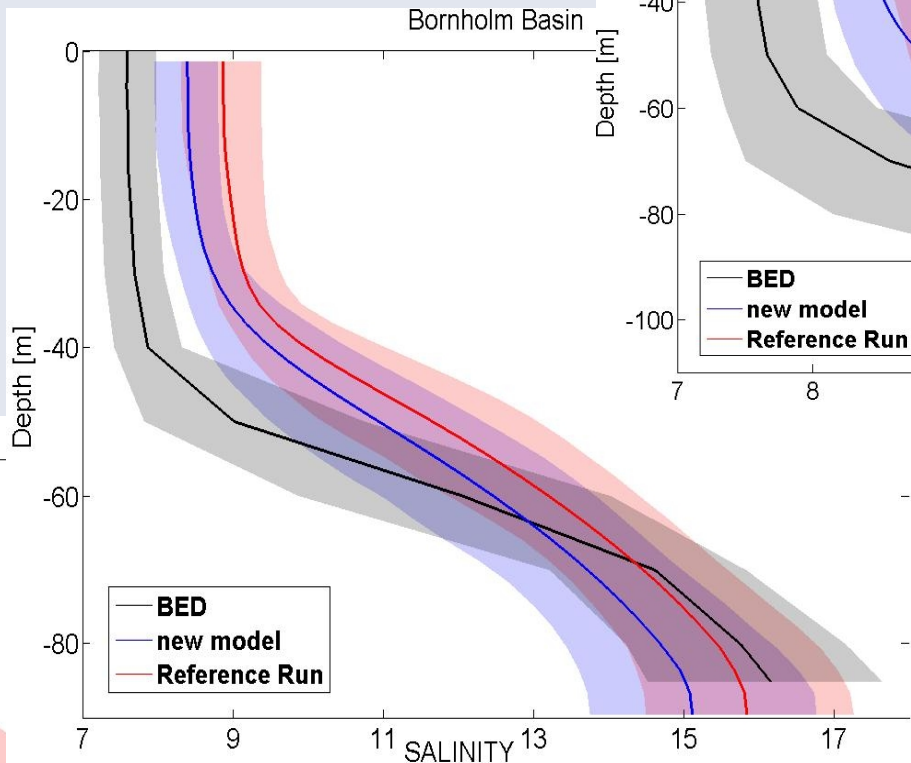 Bornholm Basin
Depth [m]
0
-20
-40
-60
-80
7
9
11
13
15
17
SALINITY
BED
new model
Reference Run
Depth [m]
-40
-60
-80
-100
7
8
BED
new model
Reference Run